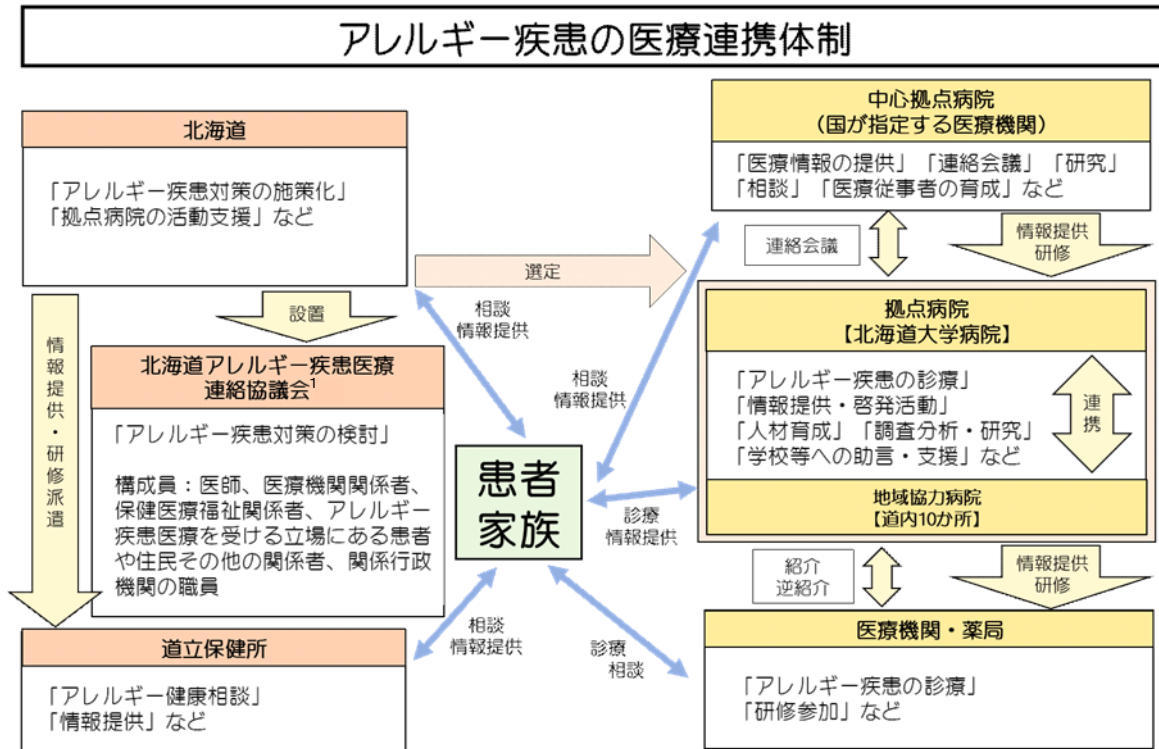 アレルギー疾患の医療連携体制
北海道
「アレルギー疾患対策の施策化」
「拠点病院の活動支援」など
情報提供・研修派遣
設置
北海道アレルギー疾患医療
連絡協議会1
「アレルギー疾患対策の検討」
構成員：医師、医療機関関係者、
保健医療福祉関係者、アレルギー
疾患医療を受ける立場にある患者
や住民その他の関係者、関係行政
機関の職員
道立保健所
「アレルギー健康相談」
「情報提供」など
選定
相談
情報提供
相談
情報提供
患者
家族
診療
情報提供
相談
情報提供
診療
相談
中心拠点病院
（国が指定する医療機関）
「医療情報の提供」「連絡会議」「研究」
「相談」「医療従事者の育成」など
連絡会議
情報提供
研修
拠点病院
【北海道大学病院】
「アレルギー疾患の診療」
「情報提供・啓発活動」
「人材育成」「調査分析・研究」
「学校等への助言・支援」など
連携
地域協力病院
【道内10か所】
紹介
逆紹介
情報提供
研修
医療機関・薬局
「アレルギー疾患の診療」
「研修参加」など